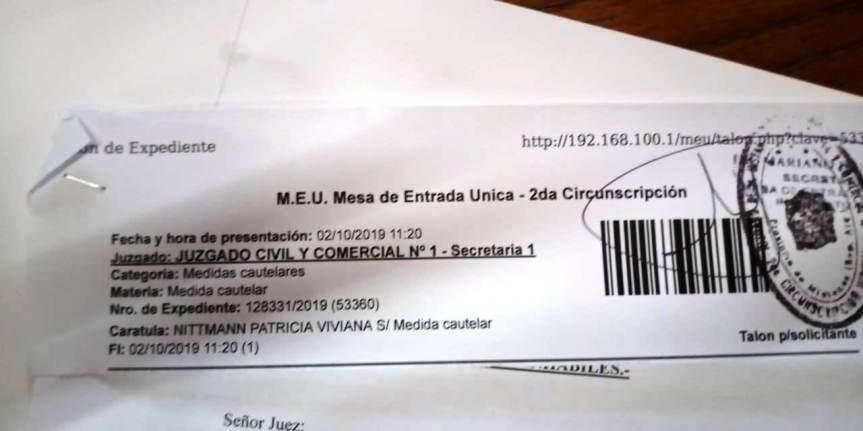 de Expediente
http://192.168.100.1/meu/talon.php?clave=533
M.E.U. Mesa de Entrada Unica - 2da Circunscripción
Fecha y hora de presentación: 02/10/2019 11:20
Juzgado: JUZGADO CIVIL Y COMERCIAL Nº 1 - Secretaria 1
Categoria: Medidas cautelares
Materia: Medida cautelar
Nro. de Expediente: 128331/2019 (53360)
Caratula: NITTMANN PATRICIA VIVIANA S/ Medida cautelar
FI: 02/10/2019 11:20 (1)
Talon p/solicitante
Señor Juez: